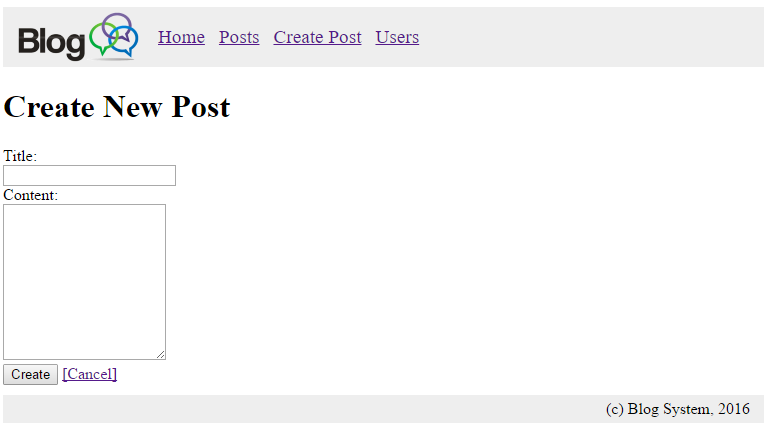 Blog Home Posts Create Post Users
Create New Post
Title:
Content:
Create [Cancel]
(c) Blog System, 2016